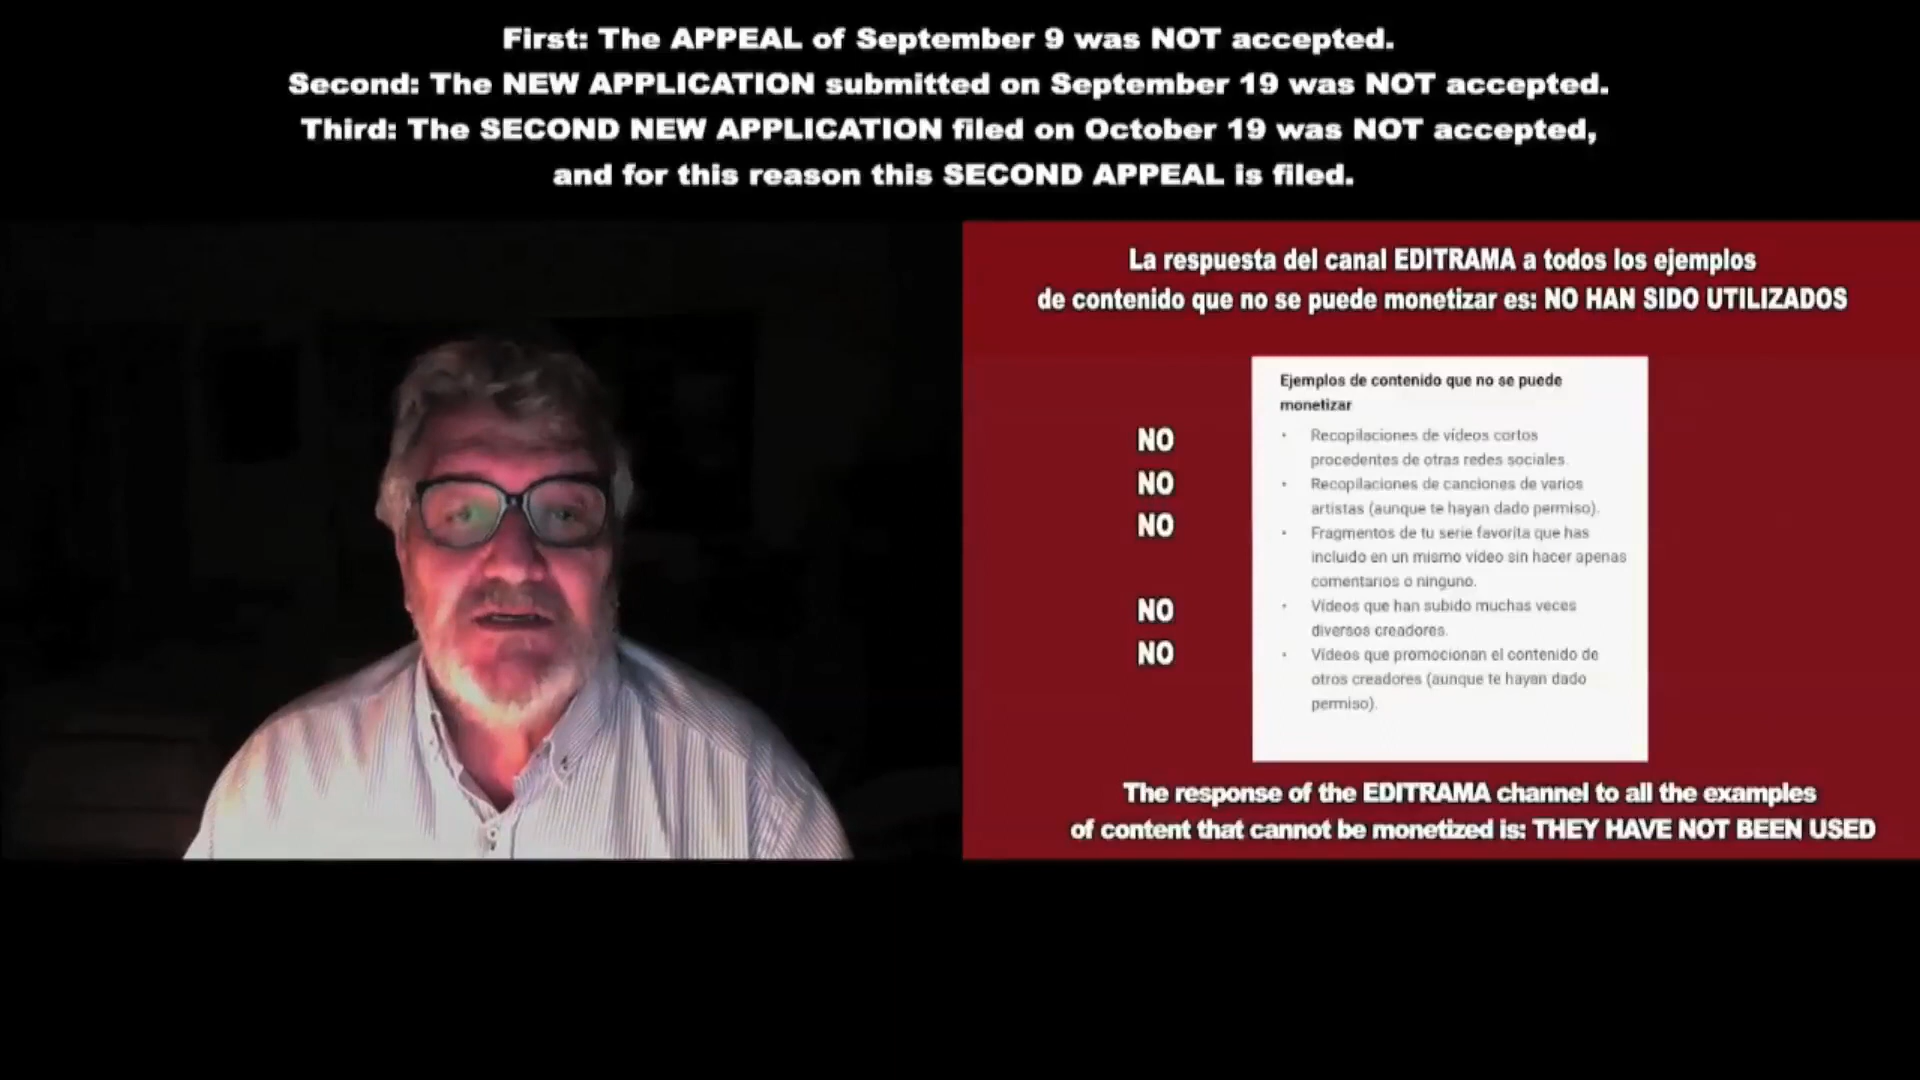 First: The APPEAL of September 9 was NOT accepted.
Second: The NEW APPLICATION submitted on September 19 was NOT accepted.
Third: The SECOND NEW APPLICATION filed on October 19 was NOT accepted,
and for this reason this SECOND APPEAL is filed.
La respuesta del canal EDITRAMA a todos los ejemplos
de contenido que no se puede monetizar es: NO HAN SIDO UTILIZADOS
Ejemplos de contenido que no se puede
monetizar
NO
• Recopilaciones de vídeos cortos
procedentes de otras redes sociales.
NO
• Recopilaciones de canciones de varios
artistas (aunque te hayan dado permiso).
NO
• Fragmentos de tu serie favorita que has
incluido en un mismo vídeo sin hacer apenas
comentarios o ninguno.
NO
• Vídeos que han subido muchas veces
diversos creadores.
NO
• Vídeos que promocionan el contenido de
otros creadores (aunque te hayan dado
permiso).
The response of the EDITRAMA channel to all the examples
of content that cannot be monetized is: THEY HAVE NOT BEEN USED